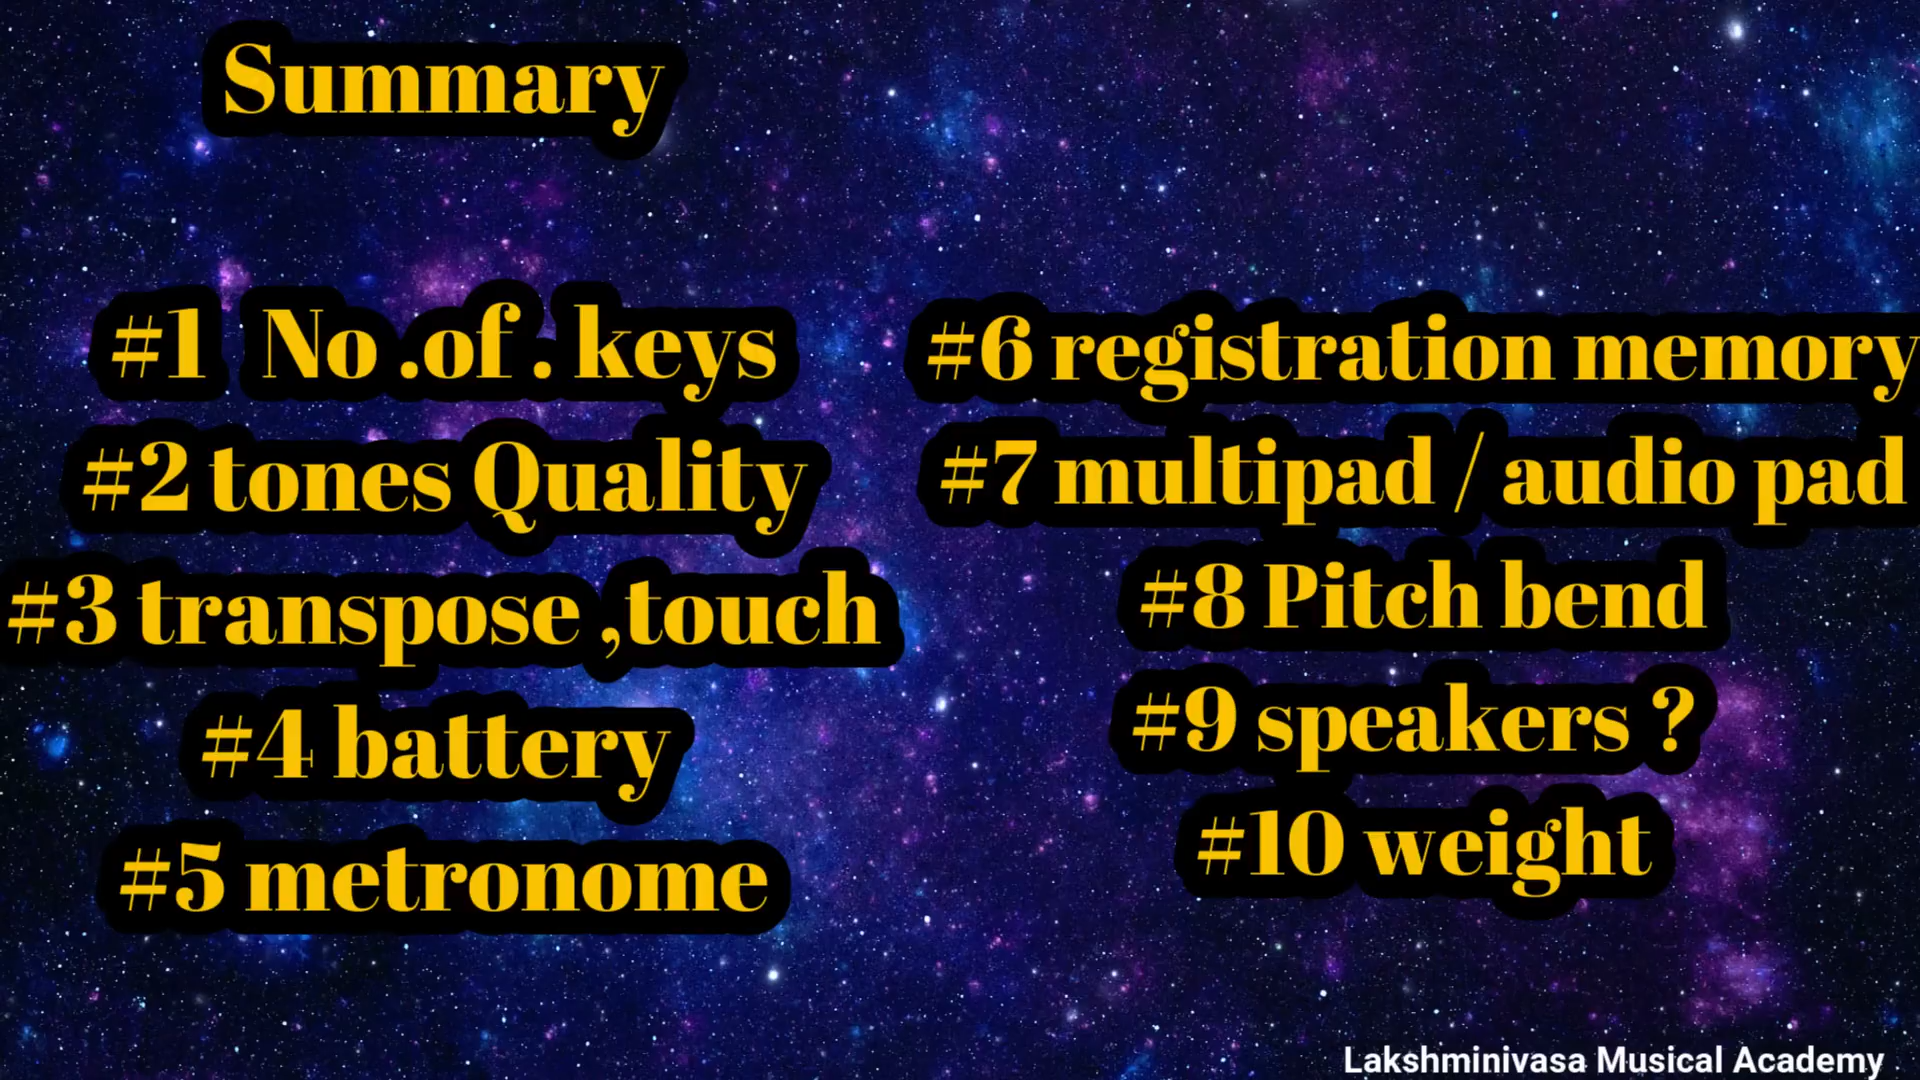 Summary
#1 No .of . keys
#2 tones Quality
#3 transpose ,touch
#4 battery
#5 metronome
#6 registration memory
#7 multipad / audio pad
#8 Pitch bend
#9 speakers ?
#10 weight
Lakshminivasa Musical Academy